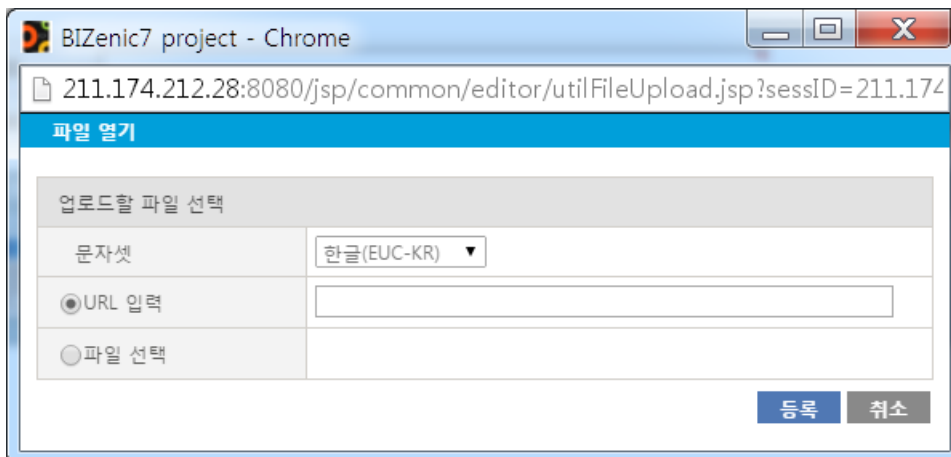 BIZenic7 project - Chrome
211.174.212.28:8080/jsp/common/editor/utilFileUpload.jsp?sessID=211.174
파일 열기
업로드할 파일 선택
문자셋 한글(EUC-KR)
URL 입력
파일 선택
등록 취소